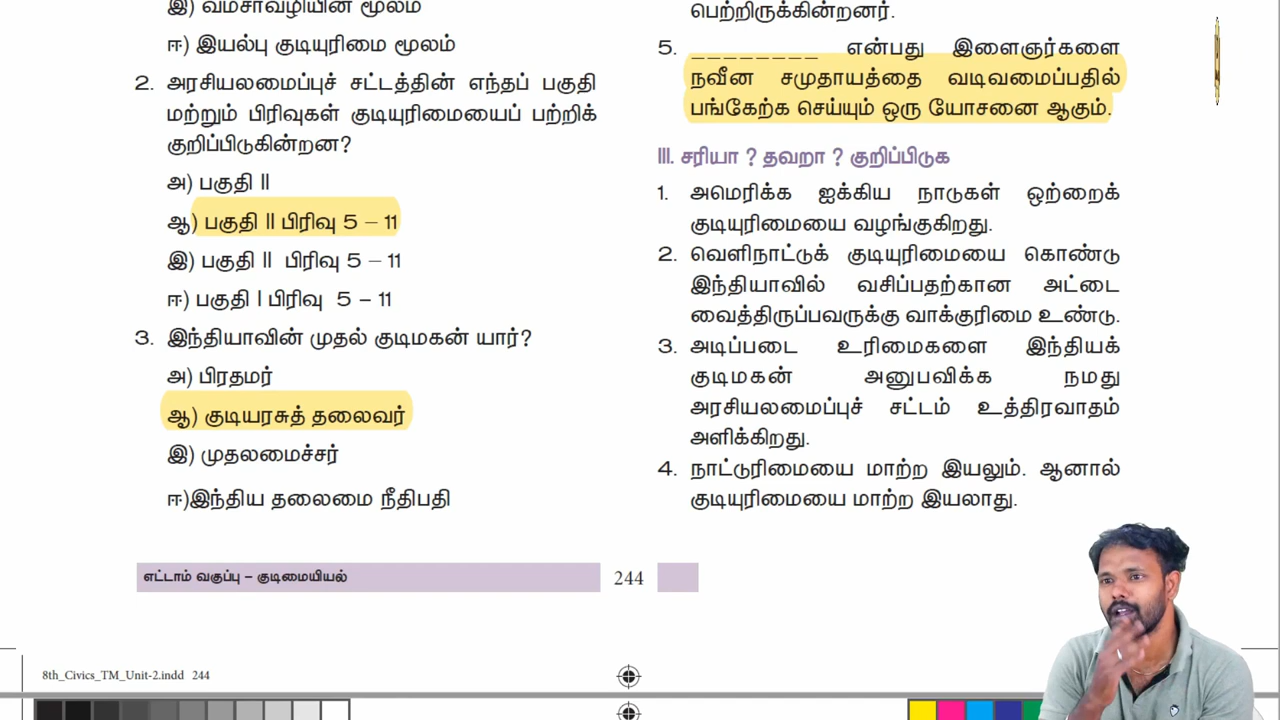 இ) வம்சாவழியின் மூலம்
ஈ) இயல்பு குடியுரிமை மூலம்
2. அரசியலமைப்புச் சட்டத்தின் எந்தப் பகுதி
மற்றும் பிரிவுகள் குடியுரிமையைப் பற்றிக்
குறிப்பிடுகின்றன?
அ) பகுதி II
ஆ) பகுதி II பிரிவு 5 – 11
இ) பகுதி II பிரிவு 5 – 11
ஈ) பகுதி I பிரிவு 5 – 11
3. இந்தியாவின் முதல் குடிமகன் யார்?
அ) பிரதமர்
ஆ) குடியரசுத் தலைவர்
இ) முதலமைச்சர்
ஈ)இந்திய தலைமை நீதிபதி
பெற்றிருக்கின்றனர்.
5. ________ என்பது இளைஞர்களை
நவீன சமுதாயத்தை வடிவமைப்பதில்
பங்கேற்க செய்யும் ஒரு யோசனை ஆகும்.
III. சரியா ? தவறா ? குறிப்பிடுக
1. அமெரிக்க ஐக்கிய நாடுகள் ஒற்றைக்
குடியுரிமையை வழங்குகிறது.
2. வெளிநாட்டுக் குடியுரிமையை கொண்டு
இந்தியாவில் வசிப்பதற்கான அட்டை
வைத்திருப்பவருக்கு வாக்குரிமை உண்டு.
3. அடிப்படை உரிமைகளை இந்தியக்
குடிமகன் அனுபவிக்க நமது
அரசியலமைப்புச் சட்டம் உத்திரவாதம்
அளிக்கிறது.
4. நாட்டுரிமையை மாற்ற இயலும். ஆனால்
குடியுரிமையை மாற்ற இயலாது.
எட்டாம் வகுப்பு – குடிமையியல்
244
8th_Civics_TM_Unit-2.indd 244